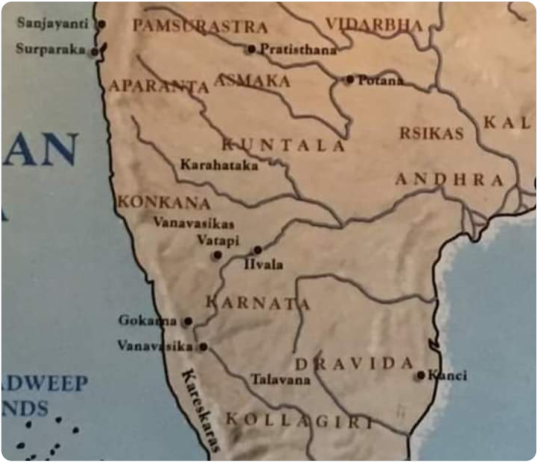 Sanjayanti
PAMSURASTRA
VIDARBHA
Surparaka
Pratisthana
APARANTA
ASMAKA
Potana
KAL
RSIKAS
KUNTALA
AN
Karahataka
ANDHRA
KONKANA
Vanavasikas
Vatapi
IIvala
KARNATA
Gokarna
Vanavasika
DRAVIDA
ADWEEP
NDS
Talavana
Kanci
Kareskaras
KOLLAGIRI